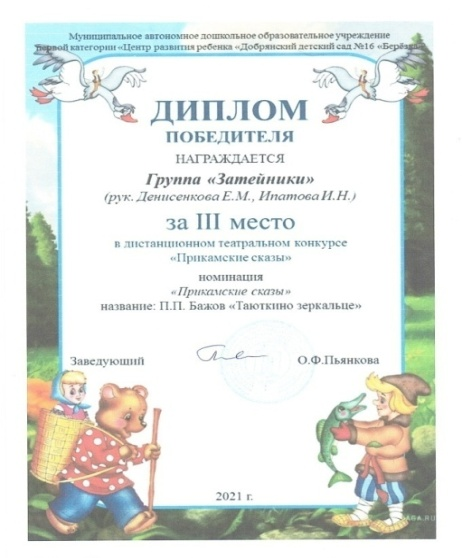 Муниципальное автономное дошкольное образовательное учреждение
первой категории «Центр развития ребенка «Добрянский детский сад №16 «Берёзка»
ДИПЛОМ
ПОБЕДИТЕЛЯ
НАГРАЖДАЕТСЯ
Группа «Затейники»
(рук. Денисенкова Е.М., Ипатова И.Н.)
за III место
в дистанционном театральном конкурсе
«Прикамские сказы»
номинация
«Прикамские сказы»
название: П.П. Бажов «Таюткино зеркальце»
Заведующий
О.Ф.Пьянкова
2021 г.